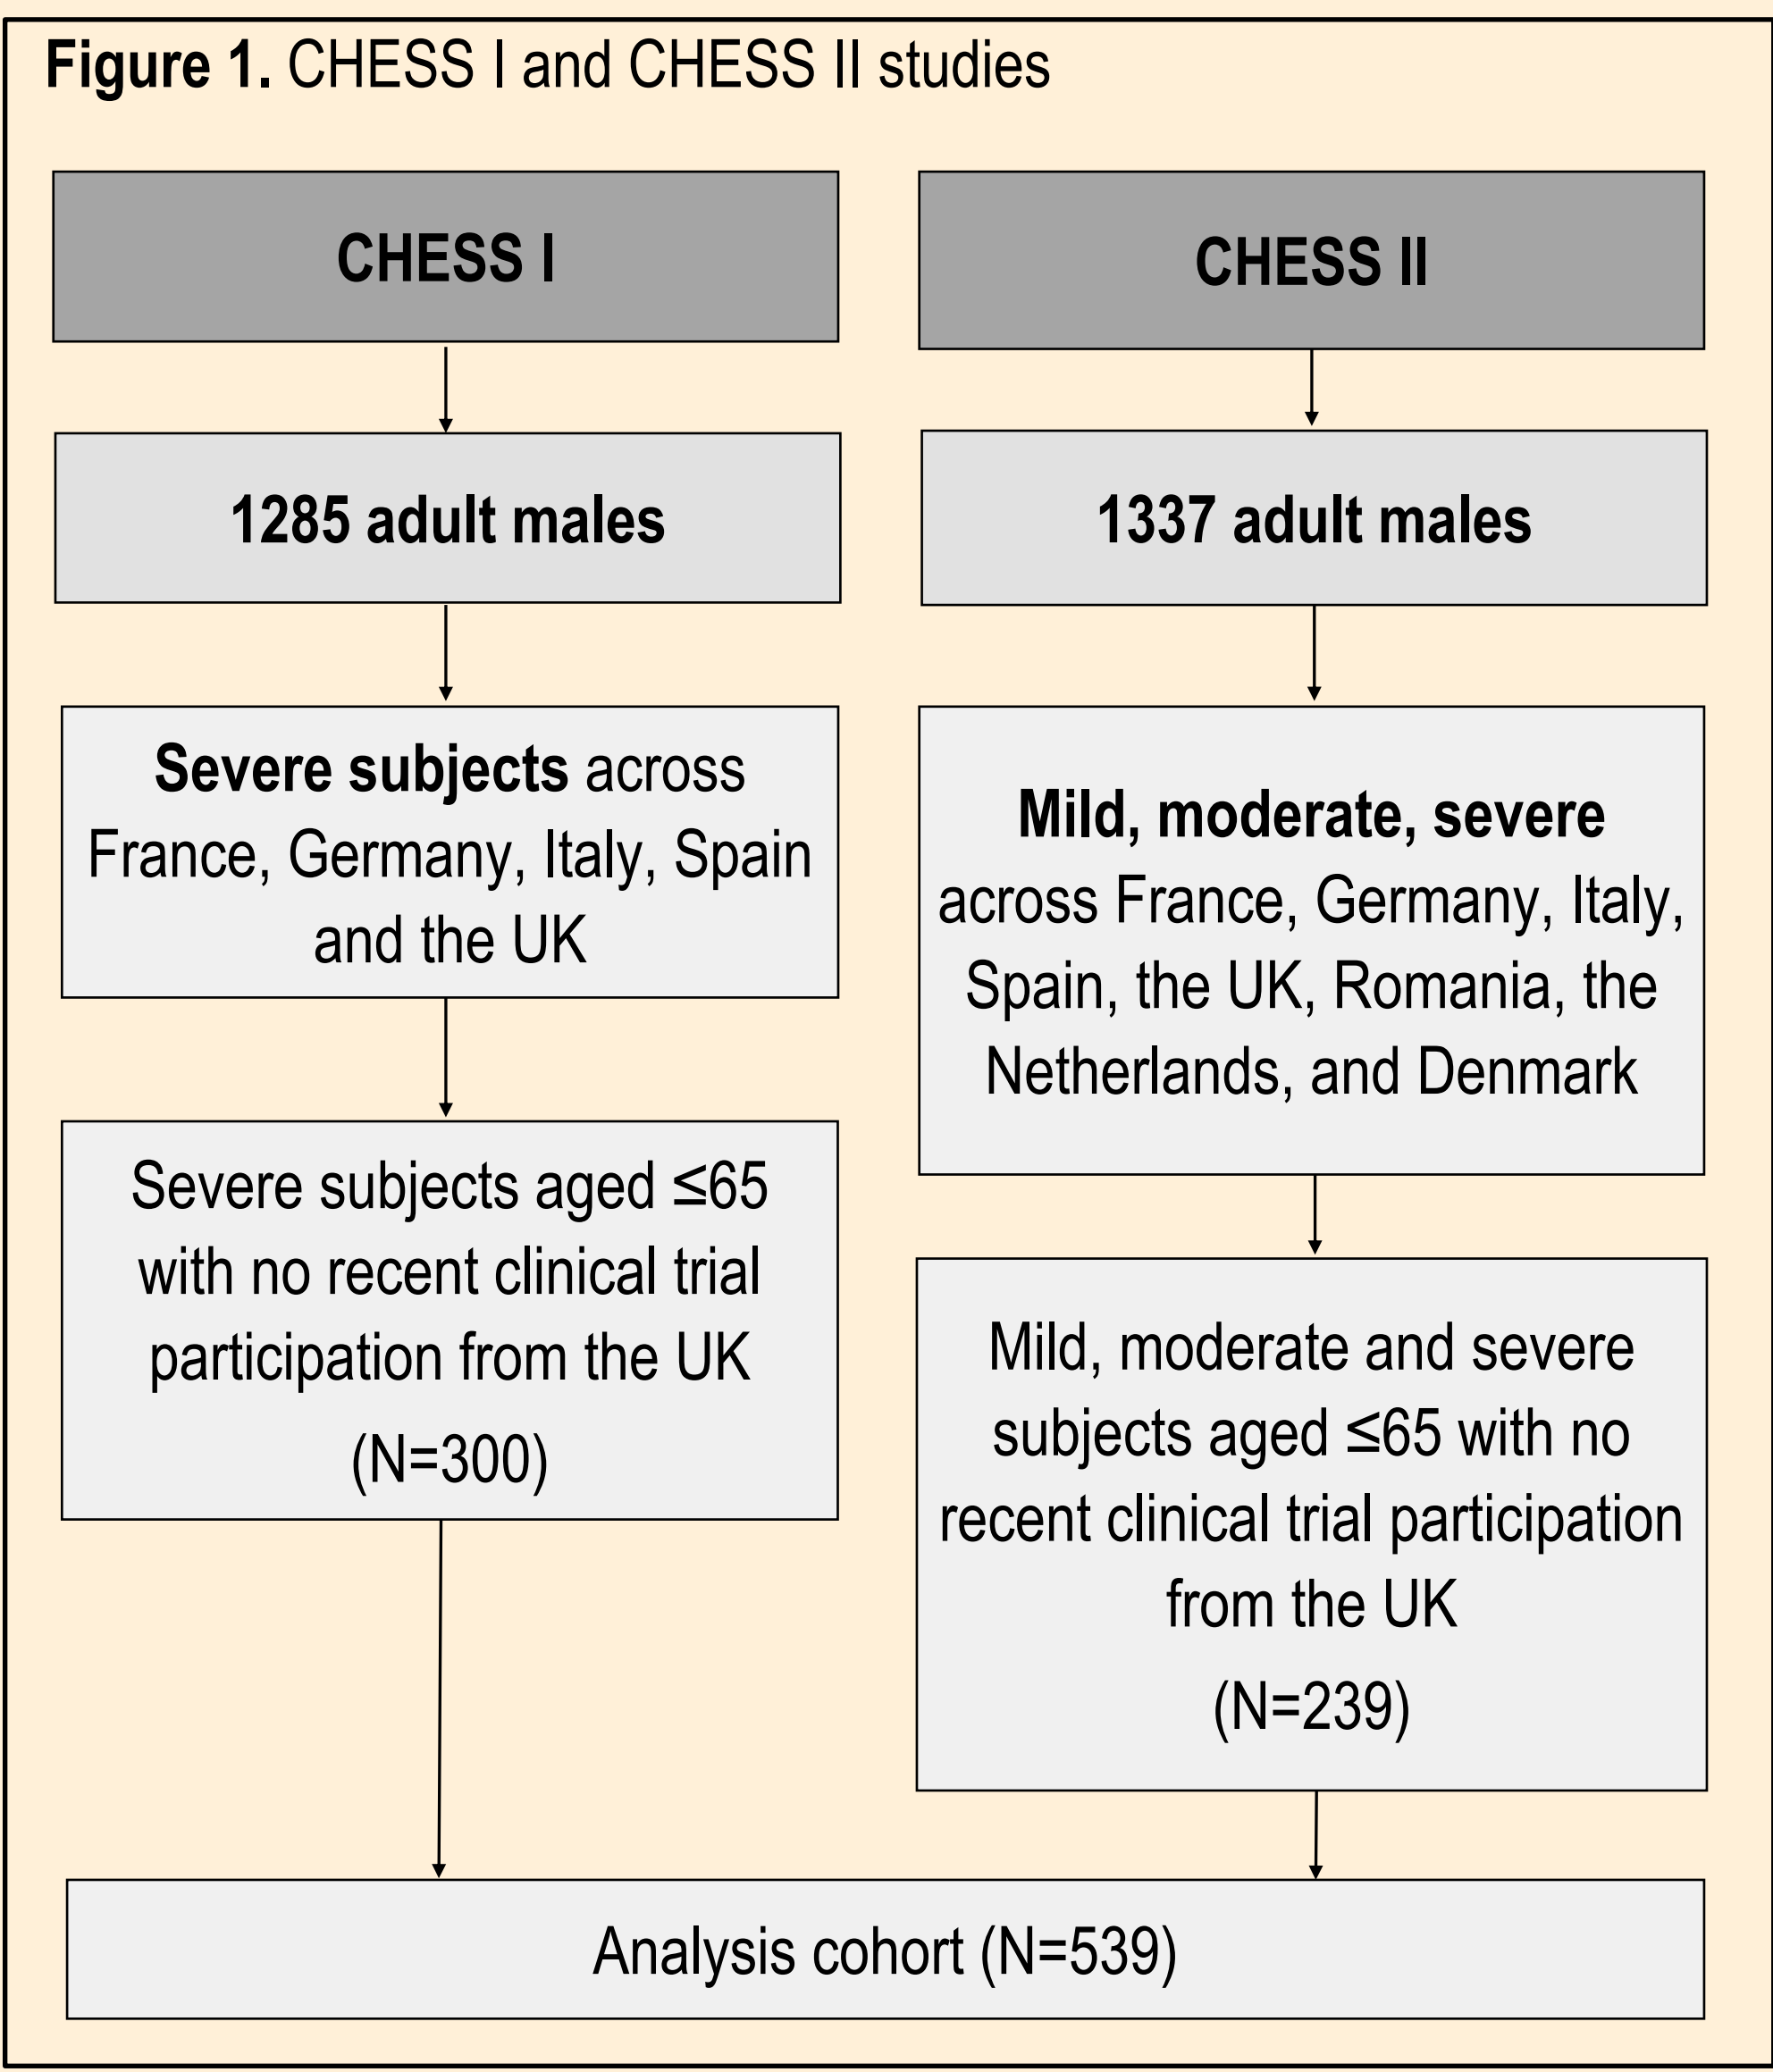 Figure 1. CHESS I and CHESS II studies
CHESS I
1285 adult males
Severe subjects across
France, Germany, Italy, Spain
and the UK
Severe subjects aged ≤65
with no recent clinical trial
participation from the UK
(N=300)
CHESS II
1337 adult males
Mild, moderate, severe
across France, Germany, Italy,
Spain, the UK, Romania, the
Netherlands, and Denmark
Mild, moderate and severe
subjects aged ≤65 with no
recent clinical trial participation
from the UK
(N=239)
Analysis cohort (N=539)